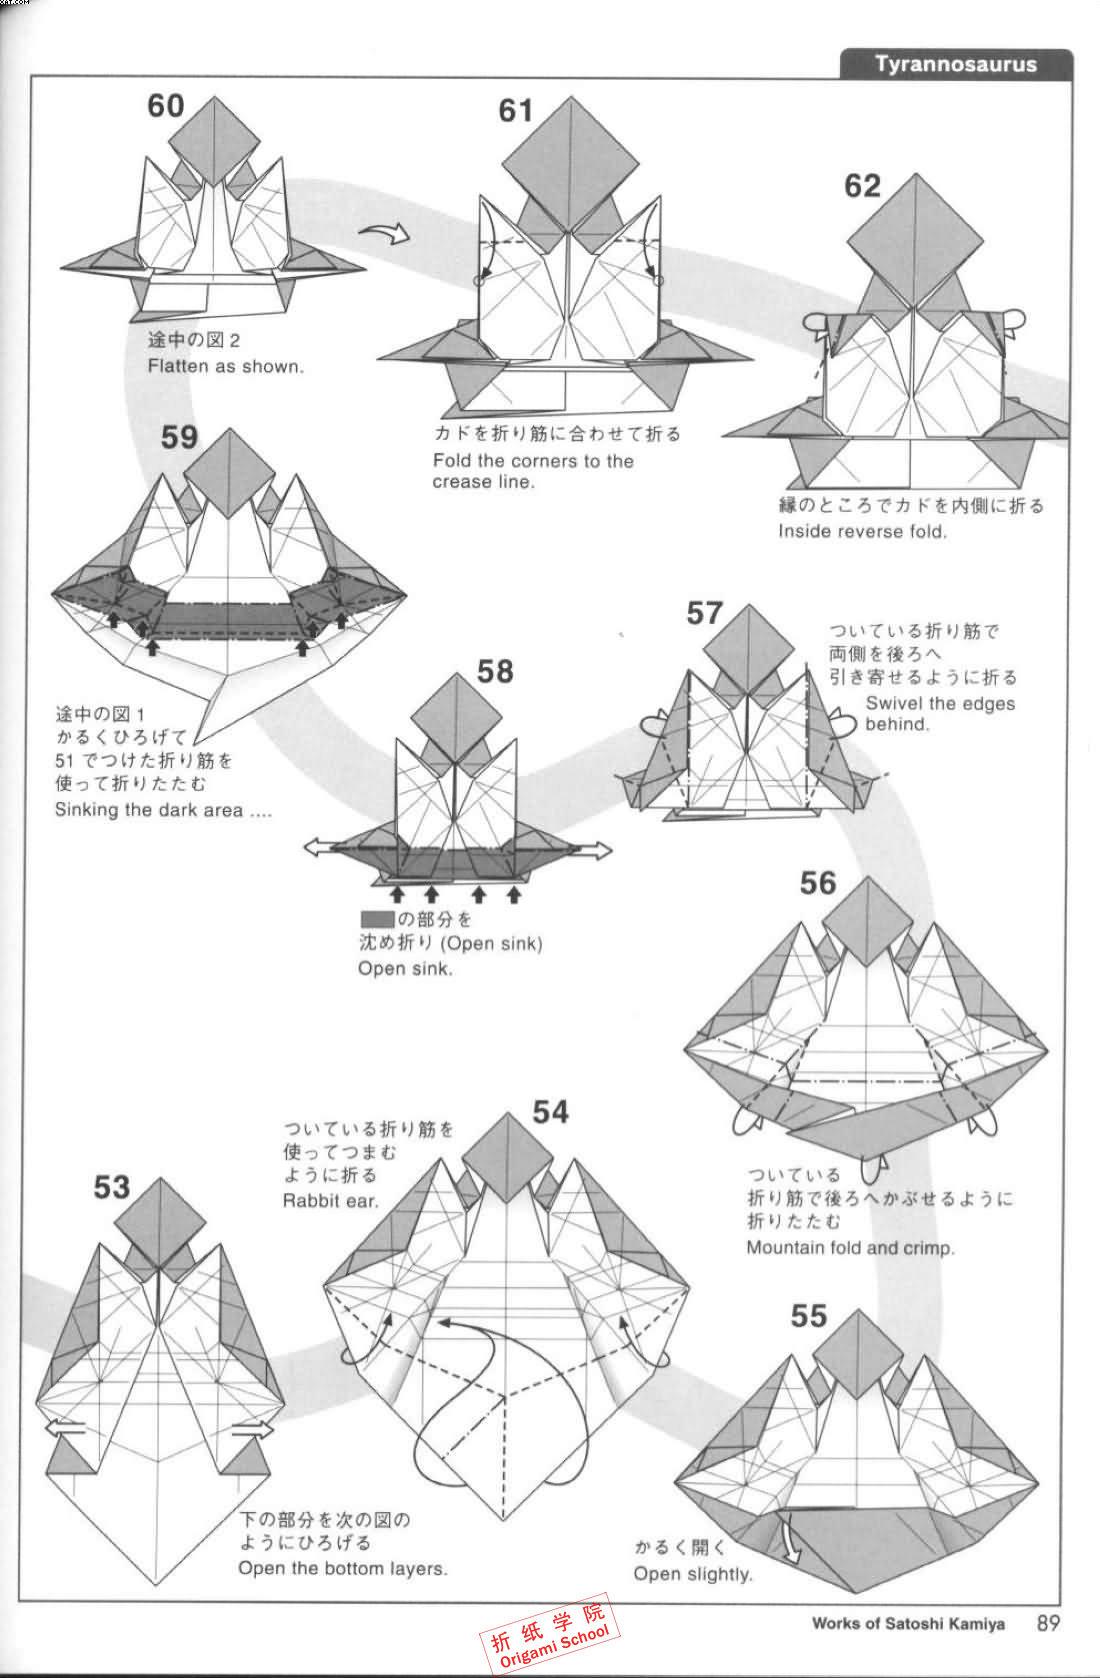 Tyrannosaurus
60
途中の図2
Flatten as shown.
61
カドを折り筋に合わせて折る
Fold the corners to the
crease line.
62
縁のところでカドを内側に折る
Inside reverse fold.
59
途中の図1
かるくひろげて
51でつけた折り筋を
使って折りたたむ
Sinking the dark area ....
58
の部分を
沈め折り(Open sink)
Open sink.
57
ついている折り筋で
両側を後ろへ
引き寄せるように折る
Swivel the edges
behind.
56
ついている
折り筋で後ろへかぶせるように
折りたたむ
Mountain fold and crimp.
53
下の部分を次の図の
ようにひろげる
Open the bottom layers.
54
ついている折り筋を
使ってつまむ
ように折る
Rabbit ear.
55
かるく開く
Open slightly.
Works of Satoshi Kamiya 89
折纸学院
Origami School